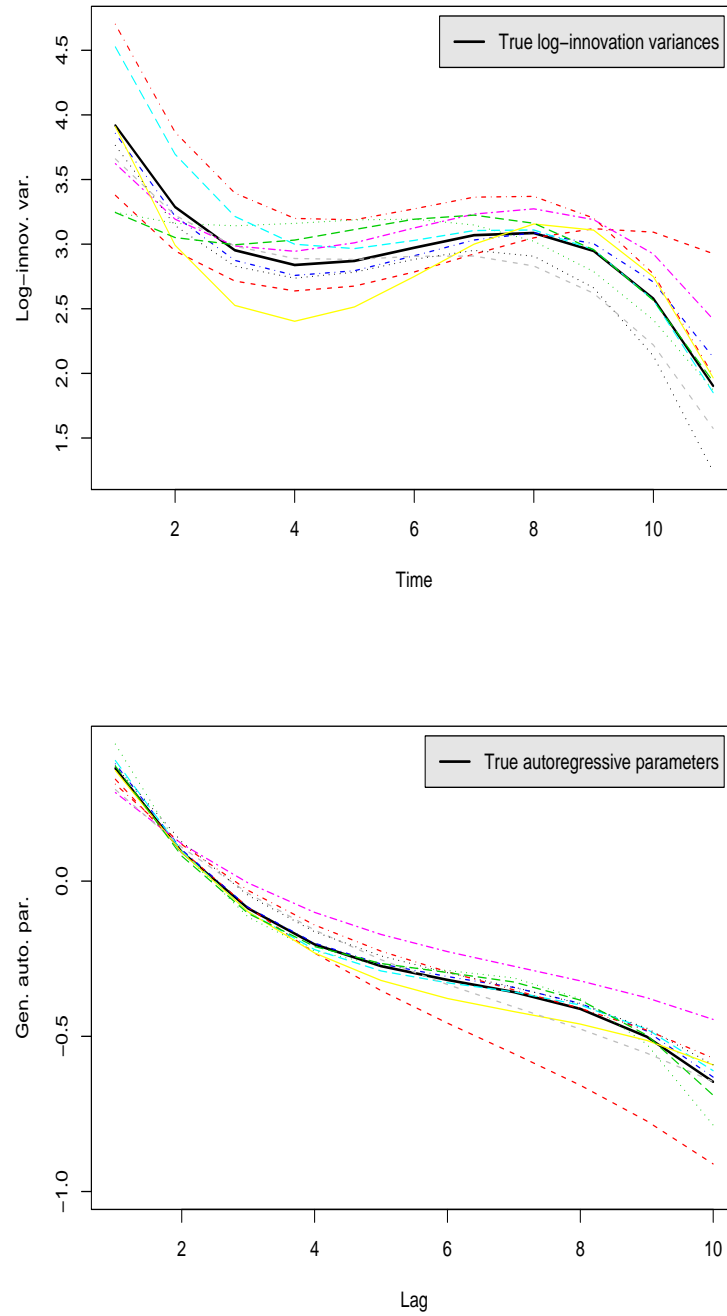 True log−innovation variances
4.5
4.0
3.5
3.0
2.5
2.0
1.5
Log−innov. var.
2 4 6 8 10
Time
True autoregressive parameters
0.0
−0.5
−1.0
Gen. auto. par.
2 4 6 8 10
Lag